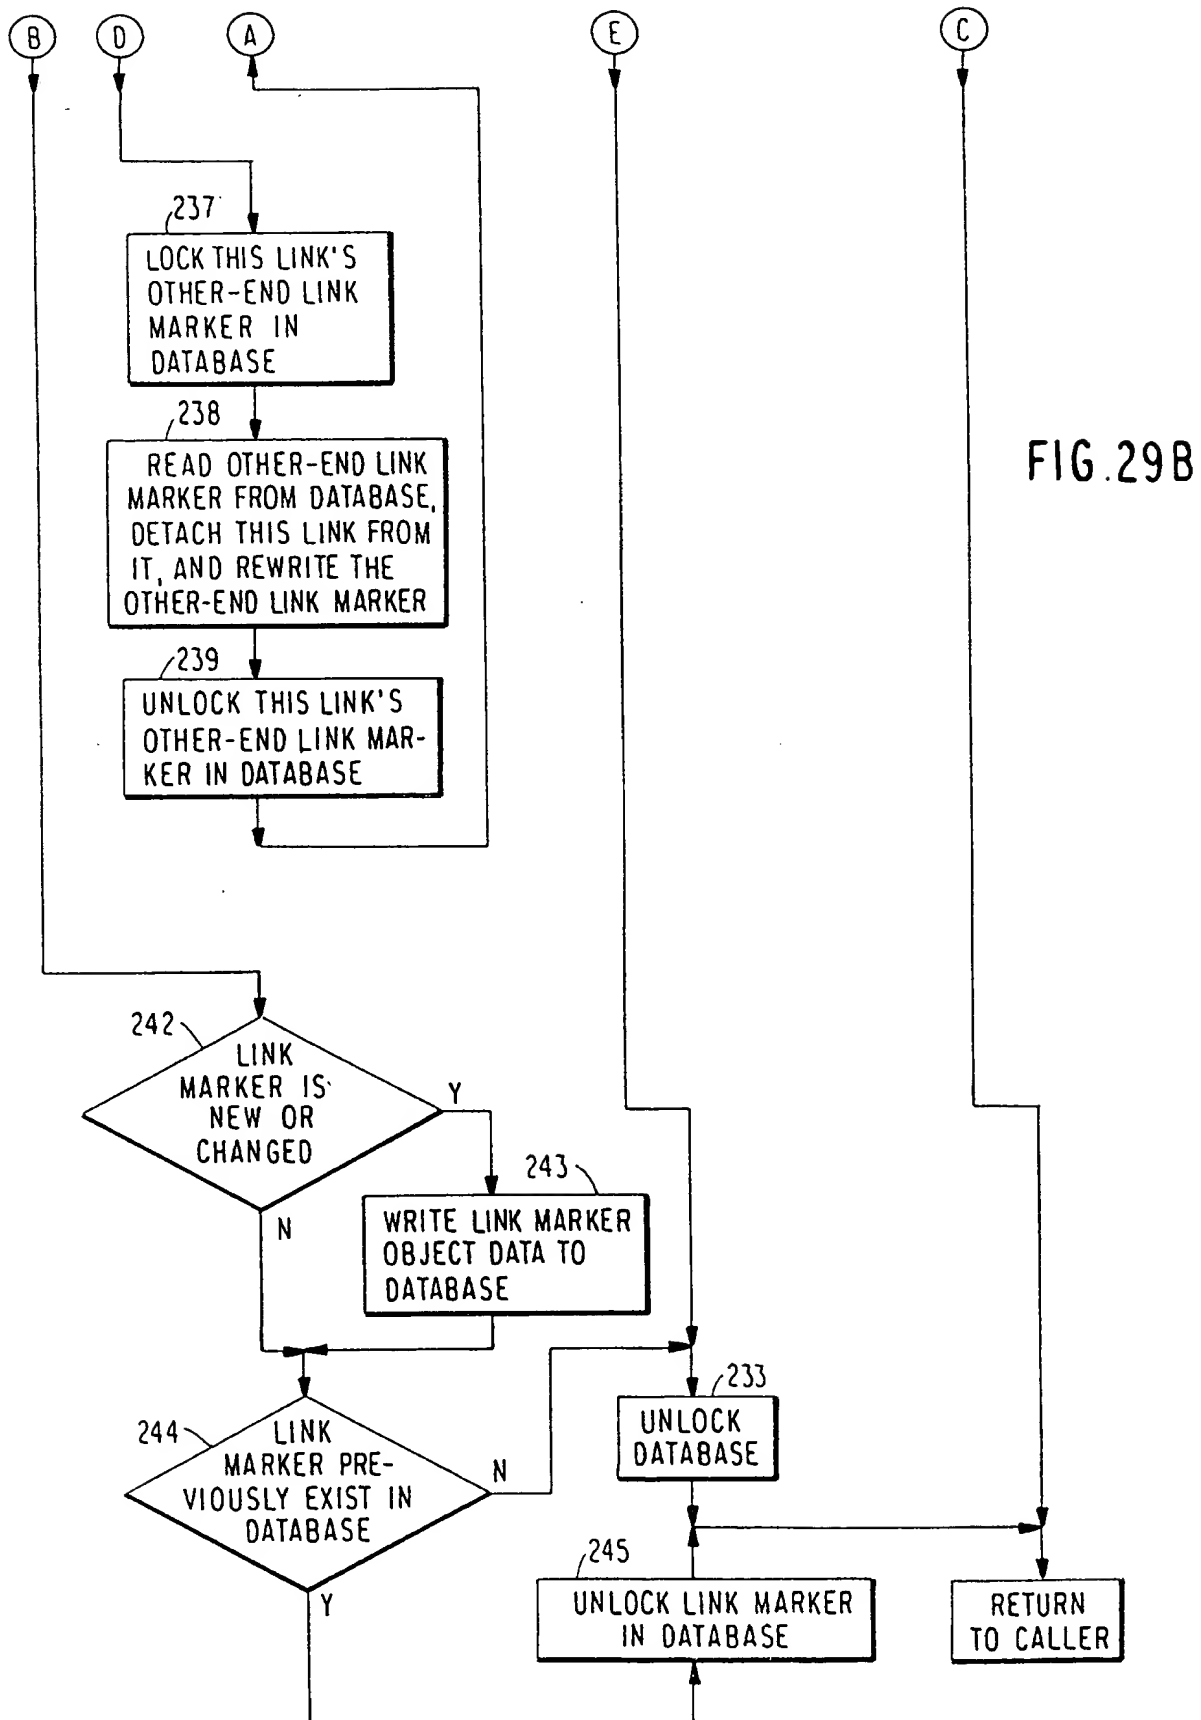 B
D
A
E
C
237
LOCK THIS LINK'S
OTHER-END LINK
MARKER IN
DATABASE
238
READ OTHER-END LINK
MARKER FROM DATABASE,
DETACH THIS LINK FROM
IT, AND REWRITE THE
OTHER-END LINK MARKER
FIG.29B
239
UNLOCK THIS LINK'S
OTHER-END LINK MAR-
KER IN DATABASE
242
LINK
MARKER IS
NEW OR
CHANGED
Y
N
243
WRITE LINK MARKER
OBJECT DATA TO
DATABASE
244
LINK
MARKER PRE-
VIOUSLY EXIST IN
DATABASE
N
Y
233
UNLOCK
DATABASE
245
UNLOCK LINK MARKER
IN DATABASE
RETURN
TO CALLER